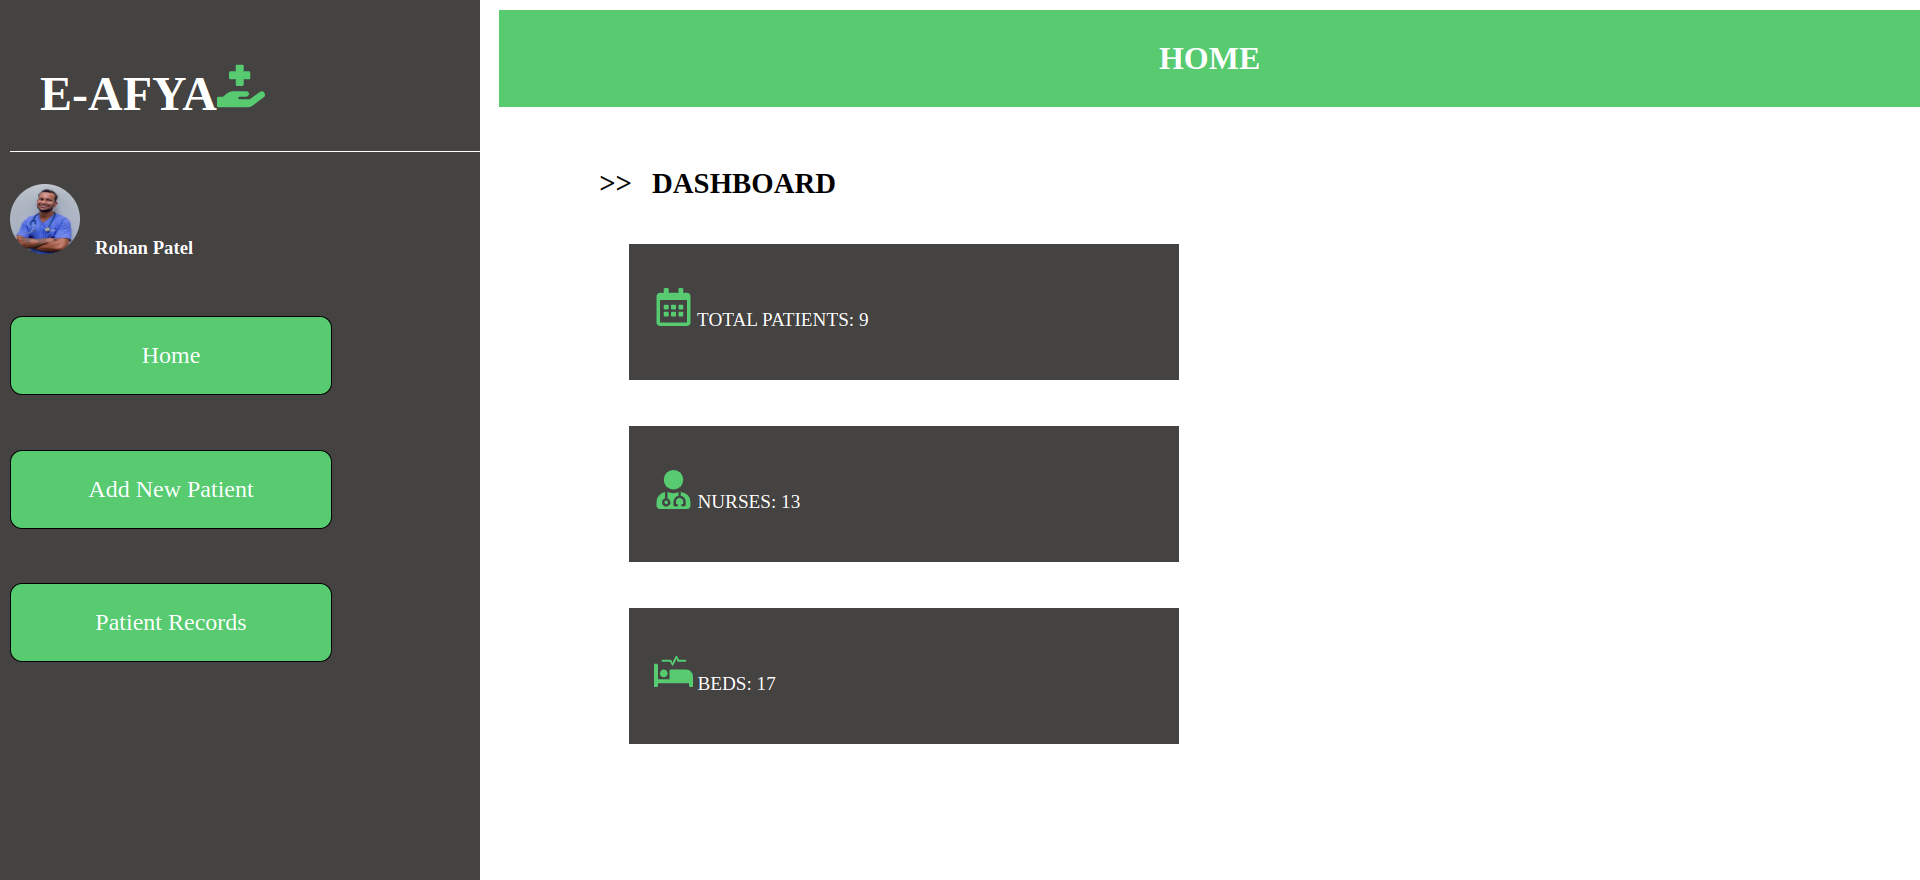 E-AFYA
Rohan Patel
Home
Add New Patient
Patient Records
HOME
>> DASHBOARD
TOTAL PATIENTS: 9
NURSES: 13
BEDS: 17